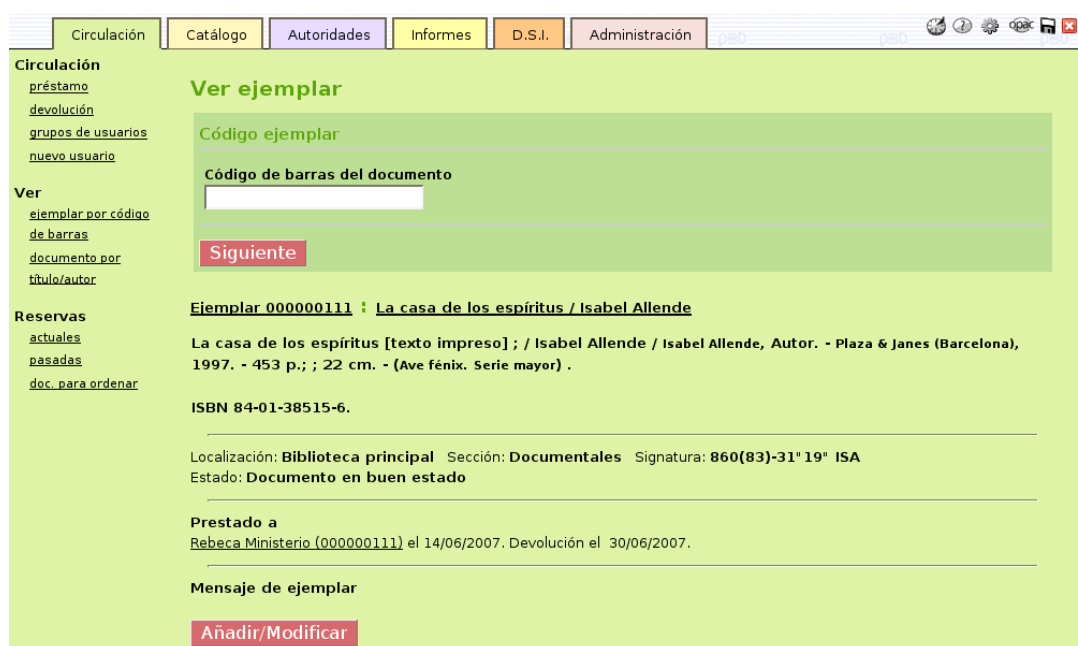 Circulación
Catálogo
Autoridades
Informes
D.S.I.
Administración
opac
Circulación
préstamo
devolución
grupos de usuarios
nuevo usuario
Ver
ejemplar por código
de barras
documento por
título/autor
Reservas
actuales
pasadas
doc. para ordenar
Ver ejemplar
Código ejemplar
Código de barras del documento
Siguiente
Ejemplar 000000111 La casa de los espíritus / Isabel Allende
La casa de los espíritus [texto impreso] ; / Isabel Allende / Isabel Allende, Autor. - Plaza & Janes (Barcelona),
1997. - 453 p.; ; 22 cm. - (Ave fénix. Serie mayor) .
ISBN 84-01-38515-6.
Localización: Biblioteca principal Sección: Documentales Signatura: 860(83)-31"19" ISA
Estado: Documento en buen estado
Prestado a
Rebeca Ministerio (000000111) el 14/06/2007. Devolución el 30/06/2007.
Mensaje de ejemplar
Añadir/Modificar